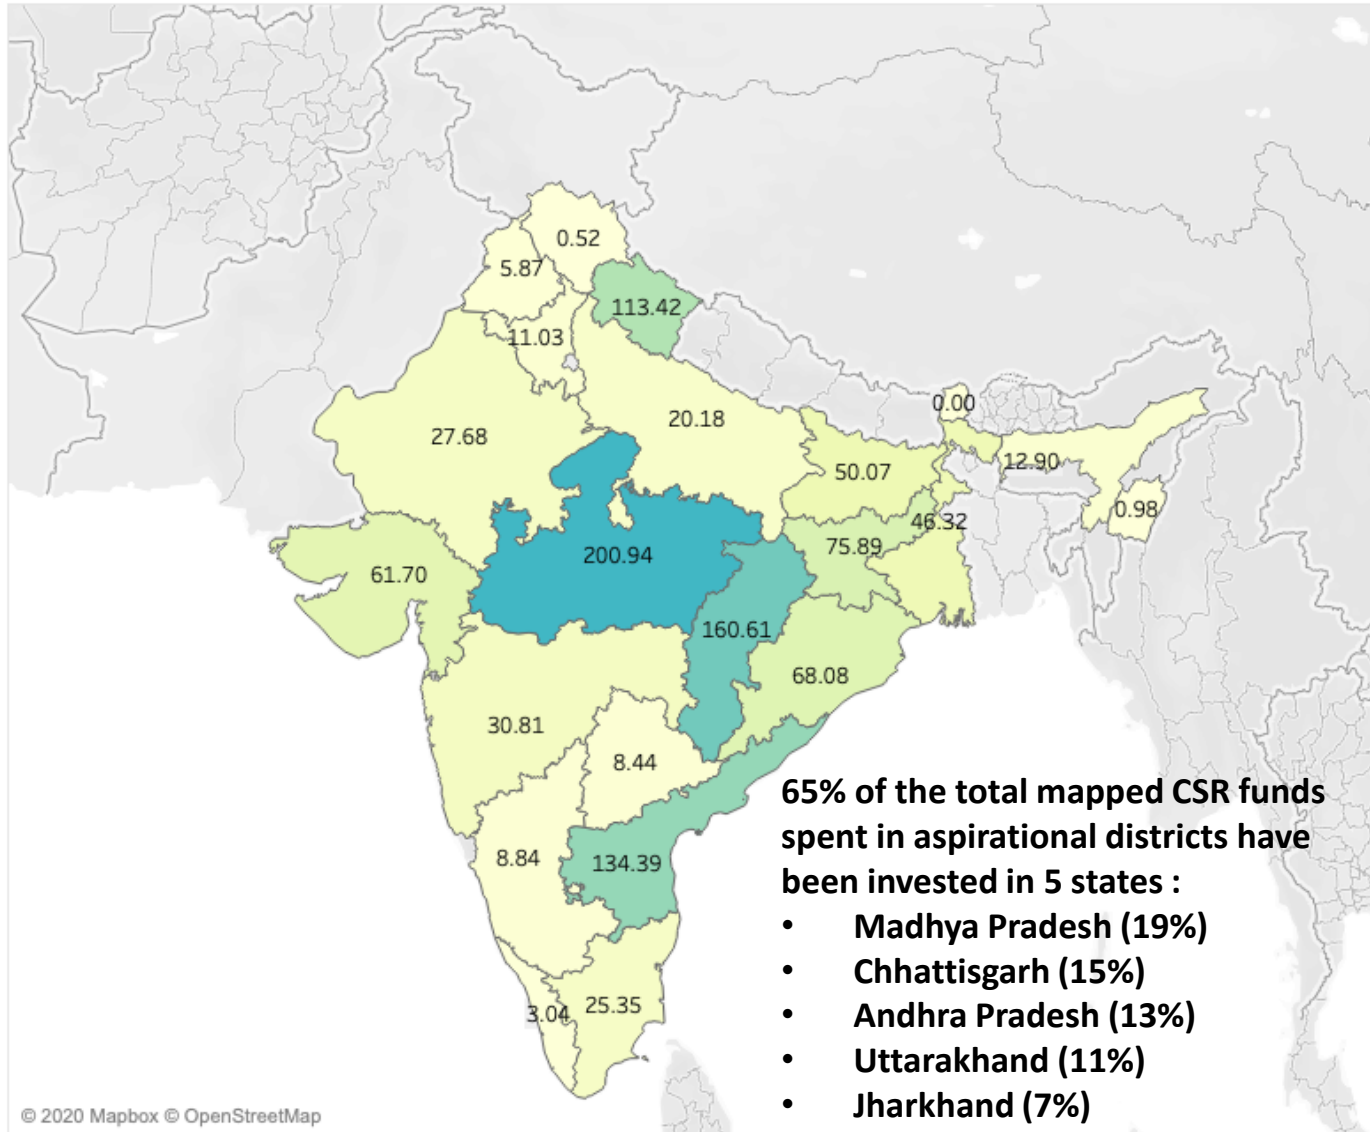 0.52
5.87
113.42
11.03
0.00
20.18
27.68
12.90
50.07
0.98
46.32
75.89
200.94
61.70
160.61
68.08
30.81
8.44
65% of the total mapped CSR funds
spent in aspirational districts have
been invested in 5 states :
• Madhya Pradesh (19%)
• Chhattisgarh (15%)
• Andhra Pradesh (13%)
• Uttarakhand (11%)
• Jharkhand (7%)
8.84
134.39
25.35
3.04
© 2020 Mapbox © OpenStreetMap